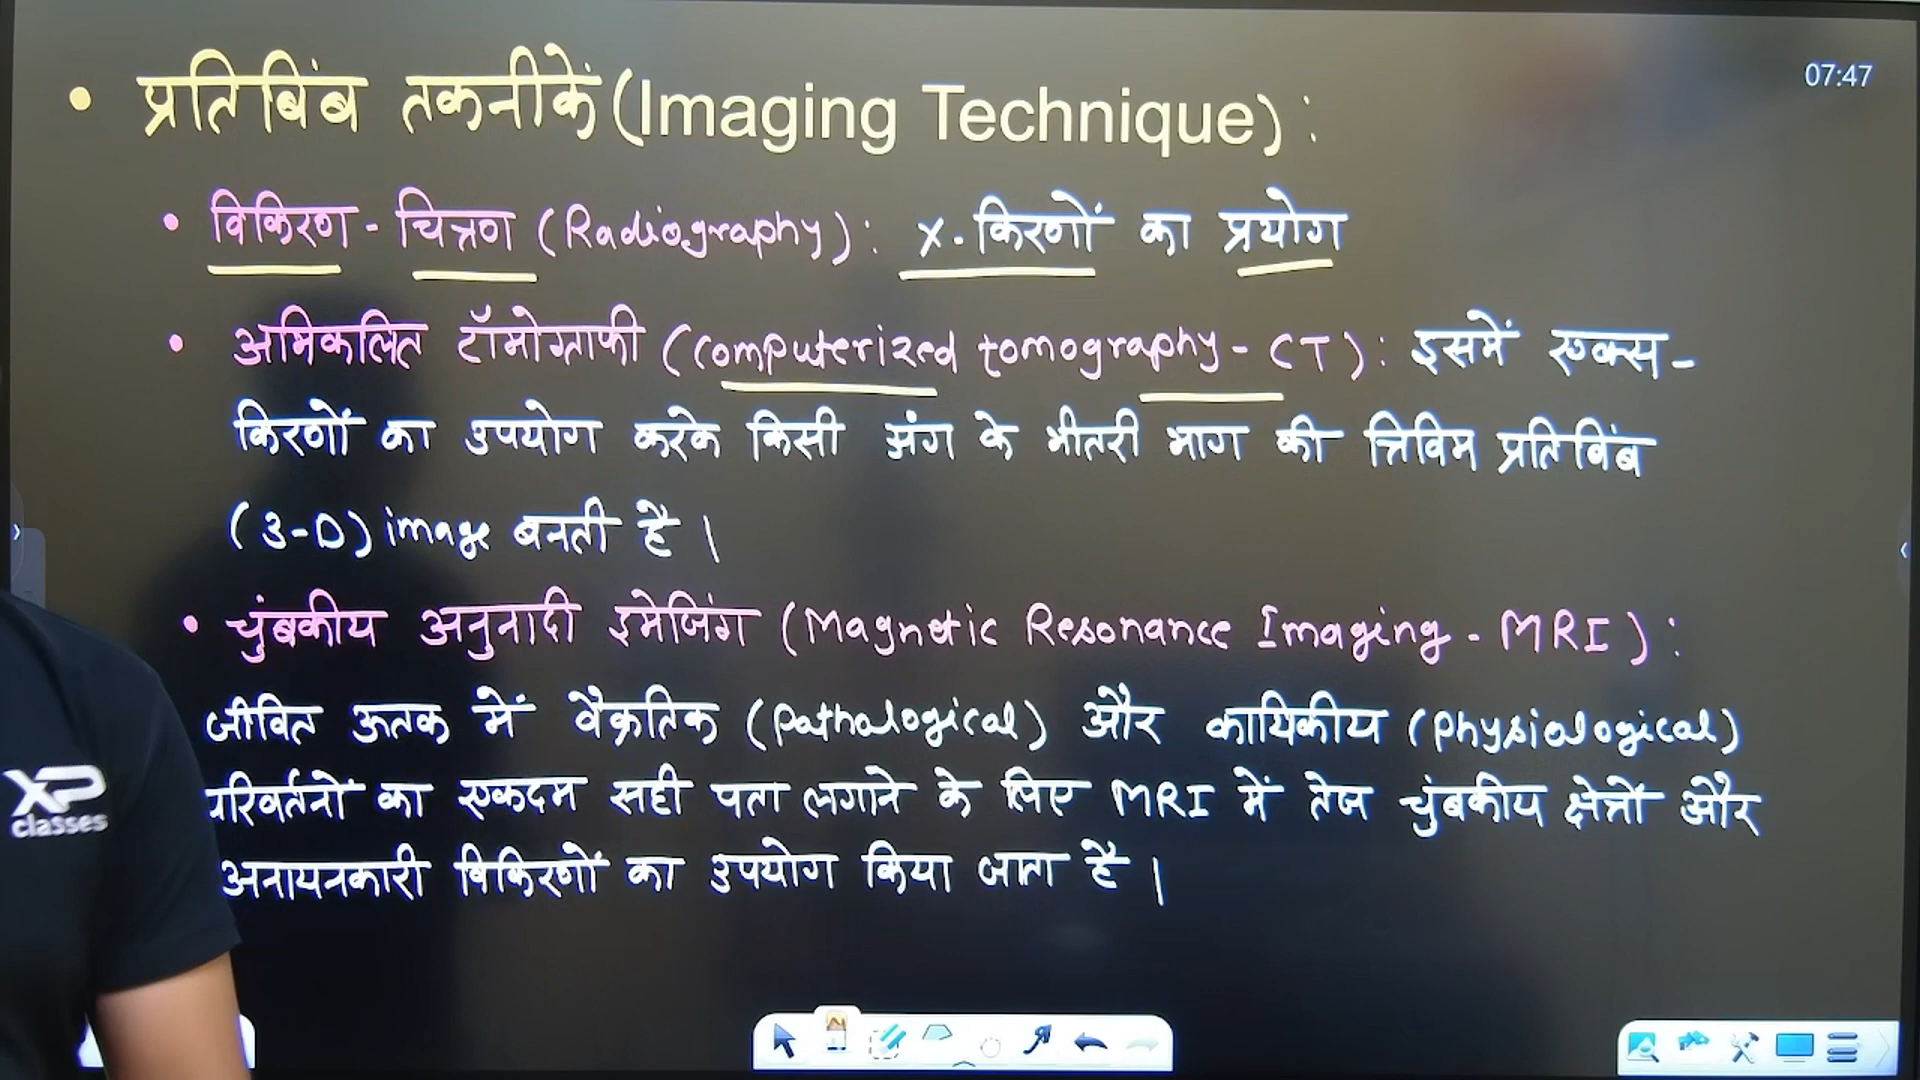 07:47
• प्रतिबिंब तकनीकें (Imaging Technique) :
• विकिरण - चित्रण (Radiography) : X-किरणों का प्रयोग
• अभिकलित टॉमोग्राफी (Computerized tomography - CT) : इसमें एक्स-
किरणों का उपयोग करके किसी अंग के भीतरी भाग की त्रिविम प्रतिबिंब
(3-D) image बनती है ।
• चुंबकीय अनुनादी इमेजिंग (Magnetic Resonance Imaging - MRI) :
जीवित ऊतक में वैकृतिक (Pathalogical) और कायिकीय (Physiological)
परिवर्तनों का एकदम सही पता लगाने के लिए MRI में तेज चुंबकीय क्षेत्रों और
अनायनकारी विकिरणों का उपयोग किया जाता है ।
XP
classes